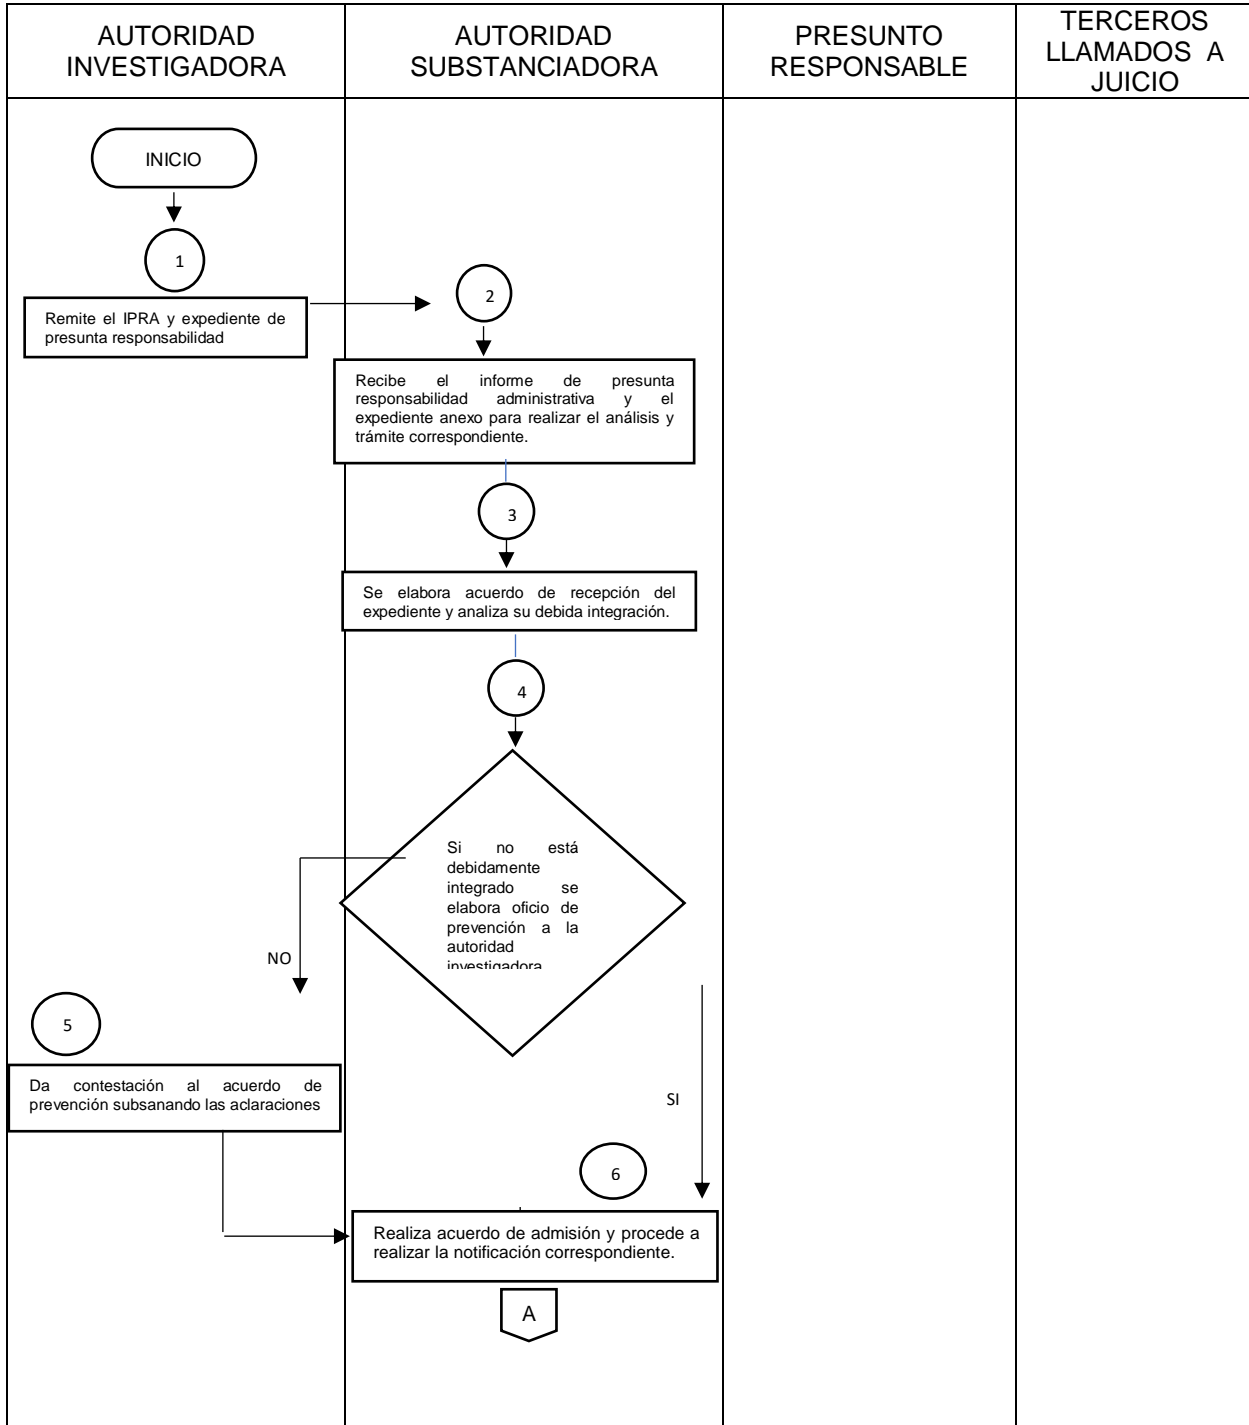 AUTORIDAD
INVESTIGADORA
AUTORIDAD
SUBSTANCIADORA
PRESUNTO
RESPONSABLE
TERCEROS
LLAMADOS A
JUICIO
INICIO
1
Remite el IPRA y expediente de
presunta responsabilidad
2
Recibe el informe de presunta
responsabilidad administrativa y el
expediente anexo para realizar el análisis y
trámite correspondiente.
3
Se elabora acuerdo de recepción del
expediente y analiza su debida integración.
4
Si no está
debidamente
integrado se
elabora oficio de
prevención a la
autoridad
investigadora
NO
5
Da contestación al acuerdo de
prevención subsanando las aclaraciones
SI
6
Realiza acuerdo de admisión y procede a
realizar la notificación correspondiente.
A